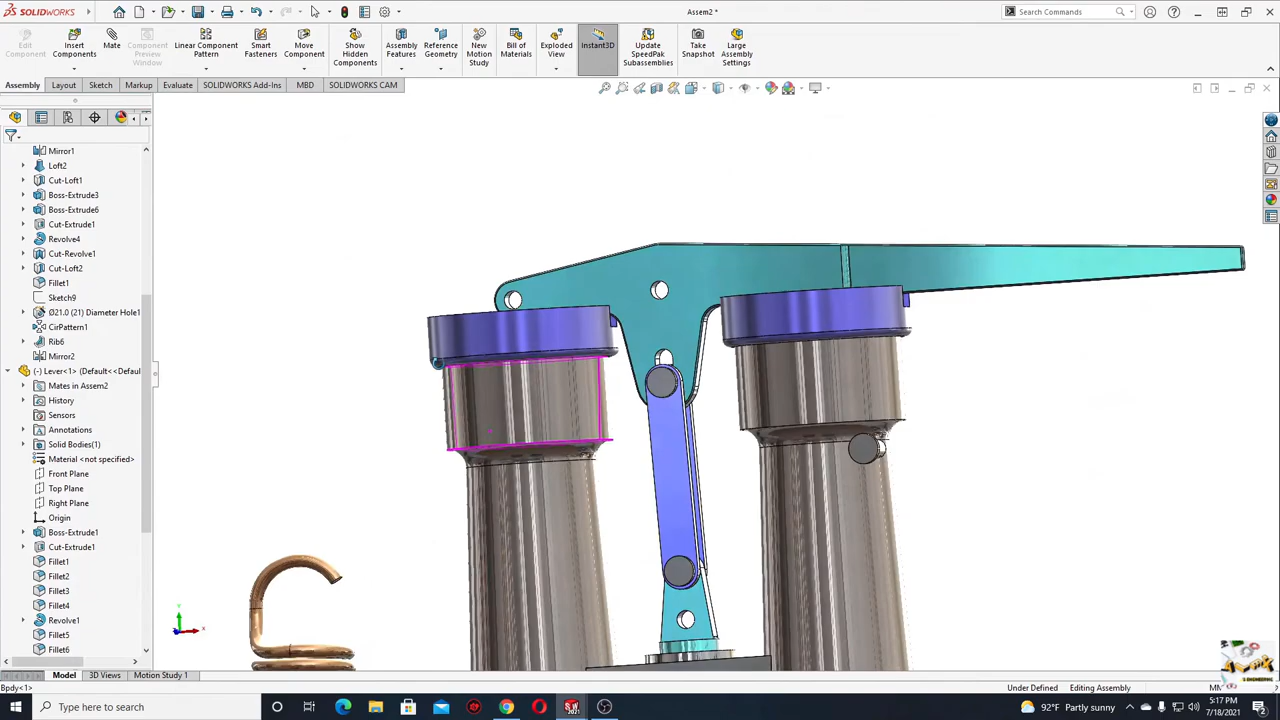 SOLIDWORKS
Assem2 *
Search Commands
Edit Component
Insert Components
Mate
Component Preview Window
Linear Component Pattern
Smart Fasteners
Move Component
Show Hidden Components
Assembly Features
Reference Geometry
New Motion Study
Bill of Materials
Exploded View
Instant3D
Update SpeedPak Subassemblies
Take Snapshot
Large Assembly Settings
Assembly
Layout
Sketch
Markup
Evaluate
SOLIDWORKS Add-Ins
MBD
SOLIDWORKS CAM
Mirror1
Loft2
Cut-Loft1
Boss-Extrude3
Boss-Extrude6
Cut-Extrude1
Revolve4
Cut-Revolve1
Cut-Loft2
Fillet1
Sketch9
Ø21.0 (21) Diameter Hole1
CirPattern1
Rib6
Mirror2
(-) Lever<1> (Default<<Default
Mates in Assem2
History
Sensors
Annotations
Solid Bodies(1)
Material <not specified>
Front Plane
Top Plane
Right Plane
Origin
Boss-Extrude1
Cut-Extrude1
Fillet1
Fillet2
Fillet3
Fillet4
Revolve1
Fillet5
Fillet6
Y
X
Model
3D Views
Motion Study 1
Bpdy<1>
Under Defined
Editing Assembly
Type here to search
SW
2021
92°F Partly sunny
5:17 PM
7/18/2021